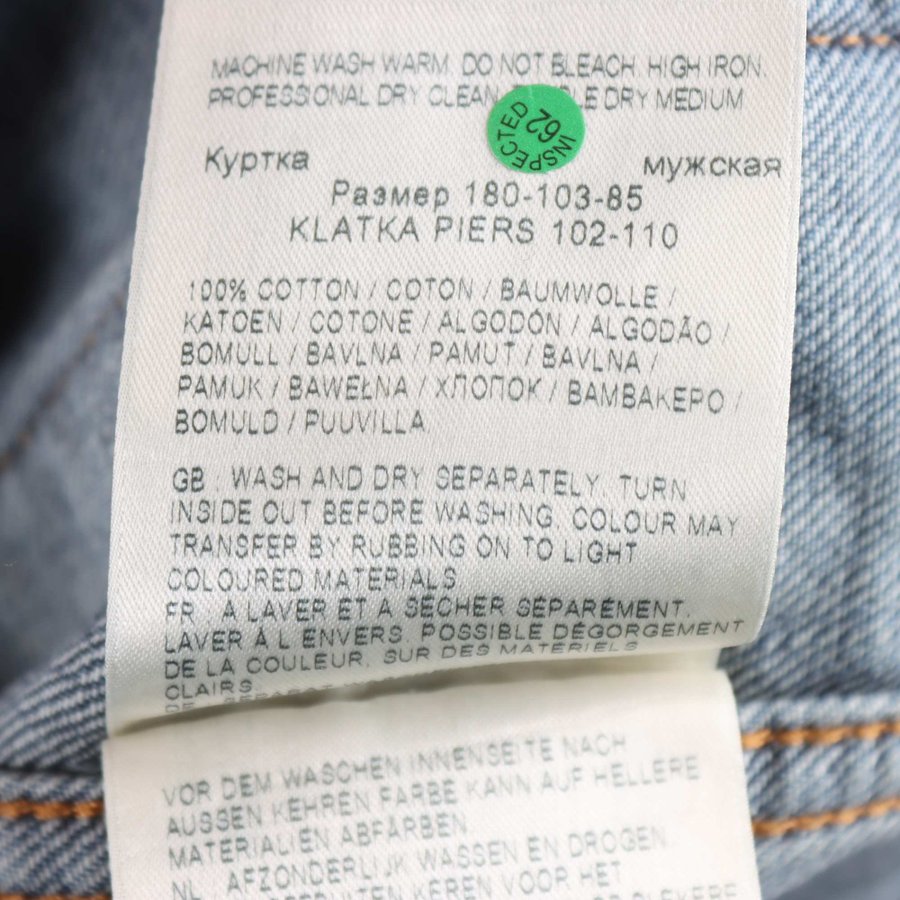 MACHINE WASH WARM. DO NOT BLEACH. HIGH IRON.
PROFESSIONAL DRY CLEAN DRY MEDIUM
INSPECTED 62
Куртка мужская
Размер 180-103-85
KLATKA PIERS 102-110
100% COTTON / COTON / BAUMWOLLE /
KATOEN / COTONE / ALGODÓN / ALGODÃO /
BOMULL / BAVLNA / PAMUT / BAVLNA /
PAMUK / BAWEŁNA / ХЛОПОК / BAMBAKEPO /
BOMULD / PUUVILLA
GB : WASH AND DRY SEPARATELY. TURN
INSIDE OUT BEFORE WASHING. COLOUR MAY
TRANSFER BY RUBBING ON TO LIGHT
COLOURED MATERIALS
FR : A LAVER ET A SÉCHER SÉPARÉMENT.
LAVER À L ENVERS. POSSIBLE DÉGORGEMENT
DE LA COULEUR. SUR DES MATERIELS
CLAIRS
VOR DEM WASCHEN INNENSEITE NACH
AUSSEN KEHREN FARBE KANN AUF HELLERE
MATERIALIEN ABFÄRBEN
NL : AFZONDERLIJK WASSEN EN DROGEN.
KEREN VOOR HET